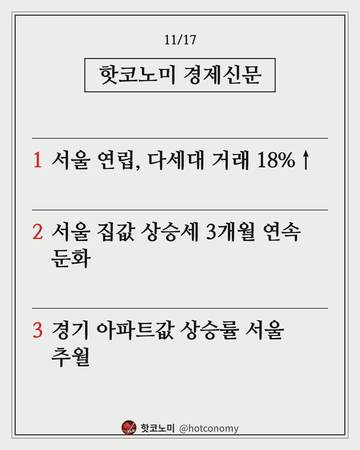 11/17
핫코노미 경제신문
1 서울 연립, 다세대 거래 18%↑
2 서울 집값 상승세 3개월 연속
둔화
3 경기 아파트값 상승률 서울
추월
핫코노미 @hotconomy